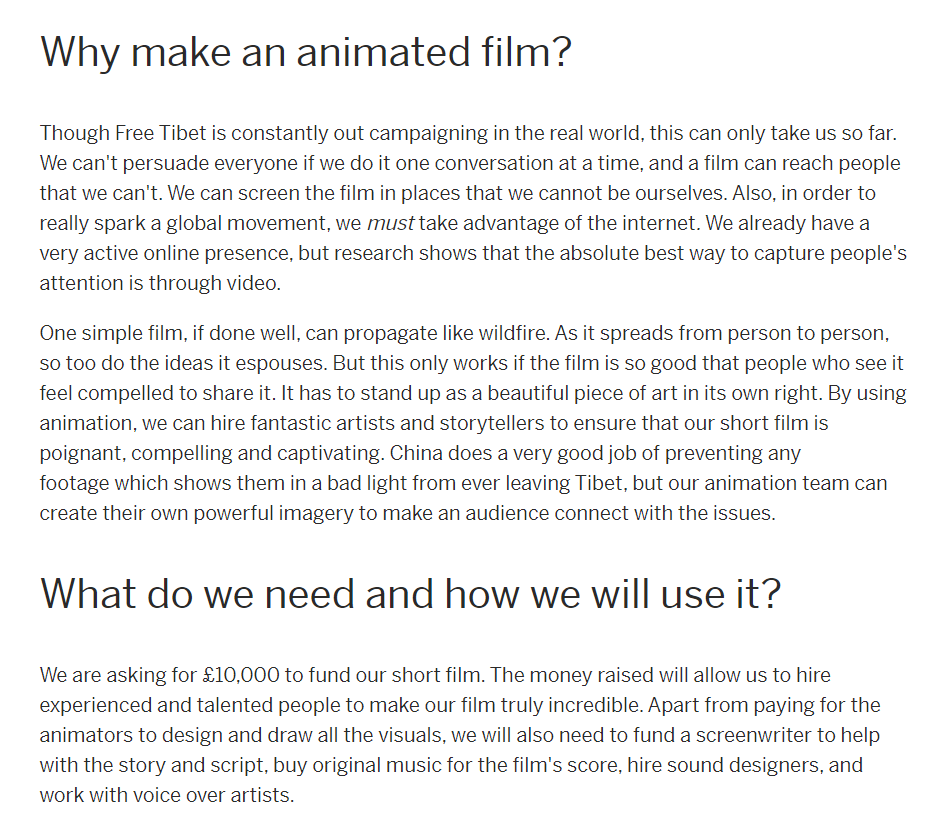 Why make an animated film?
Though Free Tibet is constantly out campaigning in the real world, this can only take us so far.
We can't persuade everyone if we do it one conversation at a time, and a film can reach people
that we can't. We can screen the film in places that we cannot be ourselves. Also, in order to
really spark a global movement, we must take advantage of the internet. We already have a
very active online presence, but research shows that the absolute best way to capture people's
attention is through video.
One simple film, if done well, can propagate like wildfire. As it spreads from person to person,
so too do the ideas it espouses. But this only works if the film is so good that people who see it
feel compelled to share it. It has to stand up as a beautiful piece of art in its own right. By using
animation, we can hire fantastic artists and storytellers to ensure that our short film is
poignant, compelling and captivating. China does a very good job of preventing any
footage which shows them in a bad light from ever leaving Tibet, but our animation team can
create their own powerful imagery to make an audience connect with the issues.
What do we need and how we will use it?
We are asking for £10,000 to fund our short film. The money raised will allow us to hire
experienced and talented people to make our film truly incredible. Apart from paying for the
animators to design and draw all the visuals, we will also need to fund a screenwriter to help
with the story and script, buy original music for the film's score, hire sound designers, and
work with voice over artists.